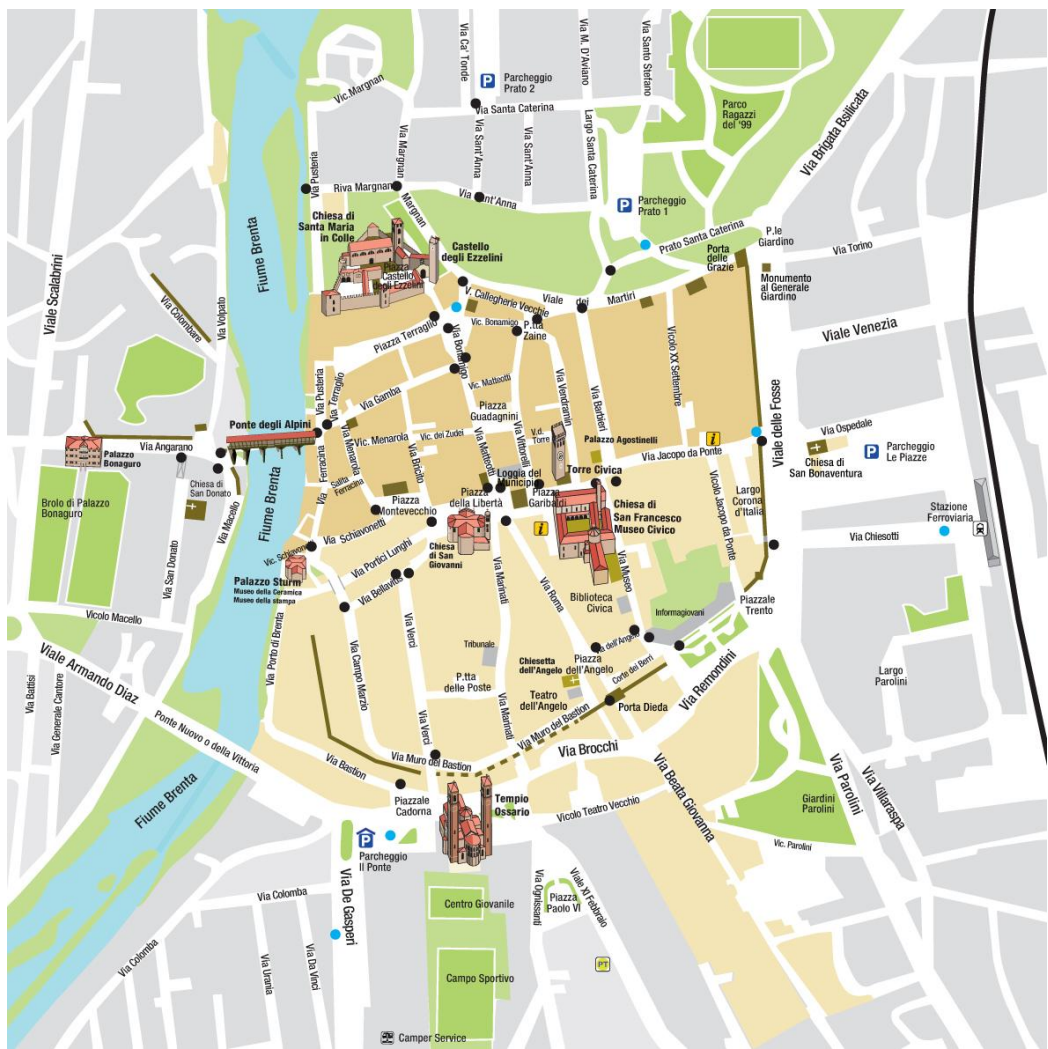 Via Ca' Tonde
Via M. D'Aviano
Via Santo Stefano
P
Parcheggio
Prato 2
Vic. Margnan
Via Santa Caterina
Parco
Ragazzi
del '99
Via Brigata Bsilicata
Viale Scalabrini
Fiume Brenta
Via Pusteria
Via Margnan
Via Sant'Anna
Via Sant'Anna
Largo Santa Caterina
Riva Margnan
Margnan
Via Sant'Anna
P
Parcheggio
Prato 1
Chiesa di
Santa Maria
in Colle
Castello
degli Ezzelini
Prato Santa Caterina
P.le
Giardino
Via Torino
Porta
delle
Grazie
Piazza
Castello
degli Ezzelini
Monumento
al Generale
Giardino
Via Colombare
Via Volpato
V. Callegherie Vecchie
Viale dei Martiri
Vic. Bonamigo
P.tta
Zaine
Piazza Terraglio
Via Bonamigo
Viale Venezia
Vicolo XX Settembre
Viale delle Fosse
Via Pusteria
Via Terraglio
Via Gamba
Vic. Matteotti
Piazza
Guadagnini
Via Vendramin
Via Barbieri
Ponte degli Alpini
Via Ferracina
Via Menarola
Vic. Menarola
Vic. dei Zudei
Via Bricito
Via Matteotti
Via Vittorelli
V.d.
Torre
Palazzo Agostinelli
i
Via Jacopo da Ponte
Via Ospedale
P
Parcheggio
Le Piazze
Chiesa di
San Bonaventura
Palazzo
Bonaguro
Via Angarano
Chiesa di
San Donato
Salita
Ferracina
Loggia del
Municipio
Torre Civica
Brolo di Palazzo
Bonaguro
Via Macello
Fiume Brenta
Piazza
Montevecchio
Piazza
della Libertà
Piazza
Garibaldi
Chiesa di
San Francesco
Museo Civico
Vicolo Jacopo da Ponte
Largo
Corona
d'Italia
Stazione
Ferroviaria
Via Schiavonetti
i
Via Chiesotti
Vic. Schiavonetti
Via Portici Lunghi
Chiesa
di San
Giovanni
Via San Donato
Palazzo Sturm
Museo della Ceramica
Museo della stampa
Via Bellavitis
Via Marinali
Via Roma
Via Museo
Biblioteca
Civica
Informagiovani
Piazzale
Trento
Vicolo Macello
Via Porto di Brenta
Via Verci
Tribunale
Via dell'Angelo
Viale Armando Diaz
Via Campo Marzio
Chiesetta
dell'Angelo
Piazza
dell'Angelo
Corte dei Berri
Via Remondini
Largo
Parolini
P.tta
delle Poste
Teatro
dell'Angelo
Porta Dieda
Via Battisi
Via Generale Cantore
Ponte Nuovo o della Vittoria
Via Verci
Via Marinali
Via Muro del Bastion
Via Brocchi
Via Bastion
Via Muro del Bastion
Via Beata Giovanna
Via Parolini
Via Villaraspa
Fiume Brenta
Piazzale
Cadorna
Tempio
Ossario
Vicolo Teatro Vecchio
Giardini
Parolini
P
Parcheggio
Il Ponte
Vic. Parolini
Via Colomba
Via De Gasperi
Centro Giovanile
Via Ognissanti
Piazza
Paolo VI
Viale XI Febbraio
Via Colomba
Via Urania
Via Da Vinci
Campo Sportivo
PT
Camper Service